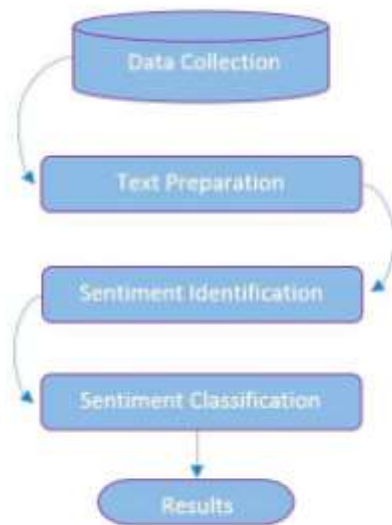 Data Collection
Text Preparation
Sentiment Identification
Sentiment Classification
Results